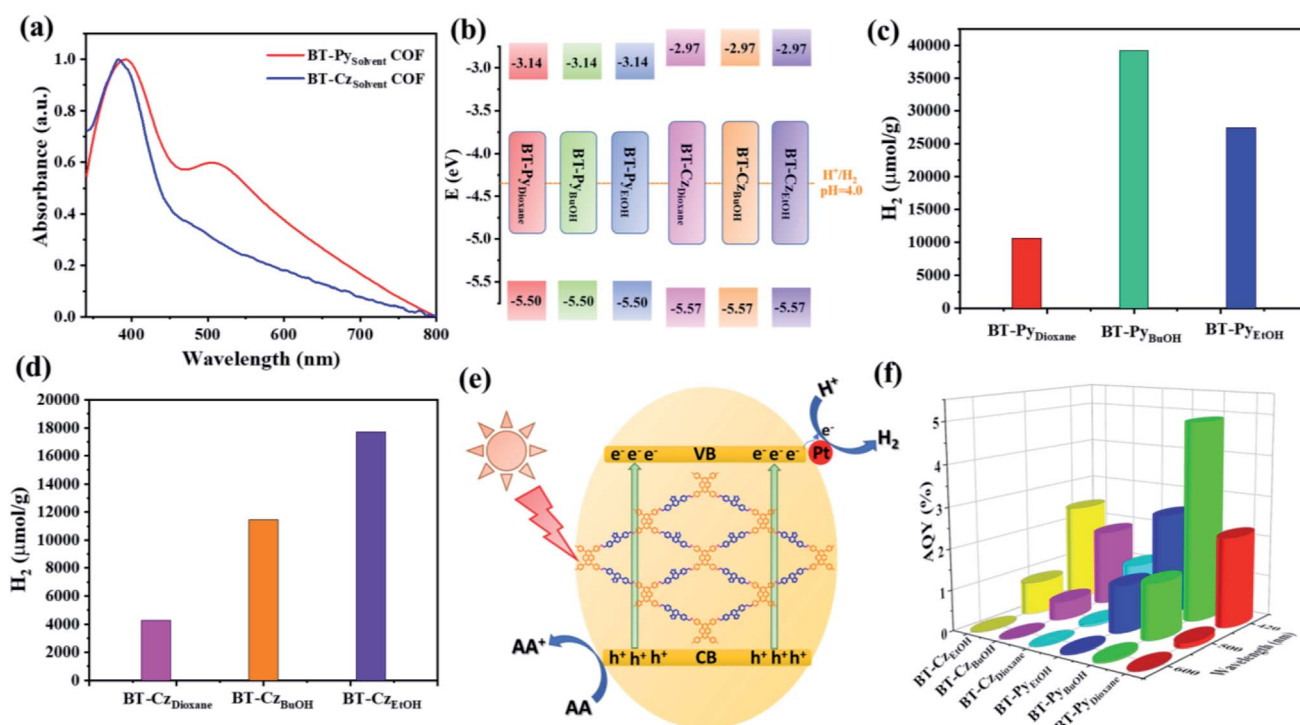 (a)
BT-PySolvent COF
BT-CzSolvent COF
Absorbance (a.u.)
1.0
0.8
0.6
0.4
0.2
0.0
400 500 600 700 800
Wavelength (nm)
(b)
-3.14 -3.14 -3.14 -2.97 -2.97 -2.97
E (eV)
-3.0
-3.5
-4.0
-4.5
-5.0
-5.5
BT-PyDioxane
BT-PyBuOH
BT-PyEtOH
BT-CzDioxane
BT-CzBuOH
BT-CzEtOH
H+/H2
pH=4.0
-5.50 -5.50 -5.50 -5.57 -5.57 -5.57
(c)
H2 (μmol/g)
40000
35000
30000
25000
20000
15000
10000
5000
0
BT-PyDioxane BT-PyBuOH BT-PyEtOH
(d)
H2 (μmol/g)
20000
18000
16000
14000
12000
10000
8000
6000
4000
2000
0
BT-CzDioxane BT-CzBuOH BT-CzEtOH
(e)
H+
e-
H2
Pt
e- e- e- VB e- e- e-
h+ h+ h+ CB h+ h+ h+
AA+
AA
(f)
AQY (%)
5
4
3
2
1
0
BT-CzEtOH
BT-CzBuOH
BT-CzDioxane
BT-PyEtOH
BT-PyBuOH
BT-PyDioxane
420
500
600
Wavelength (nm)